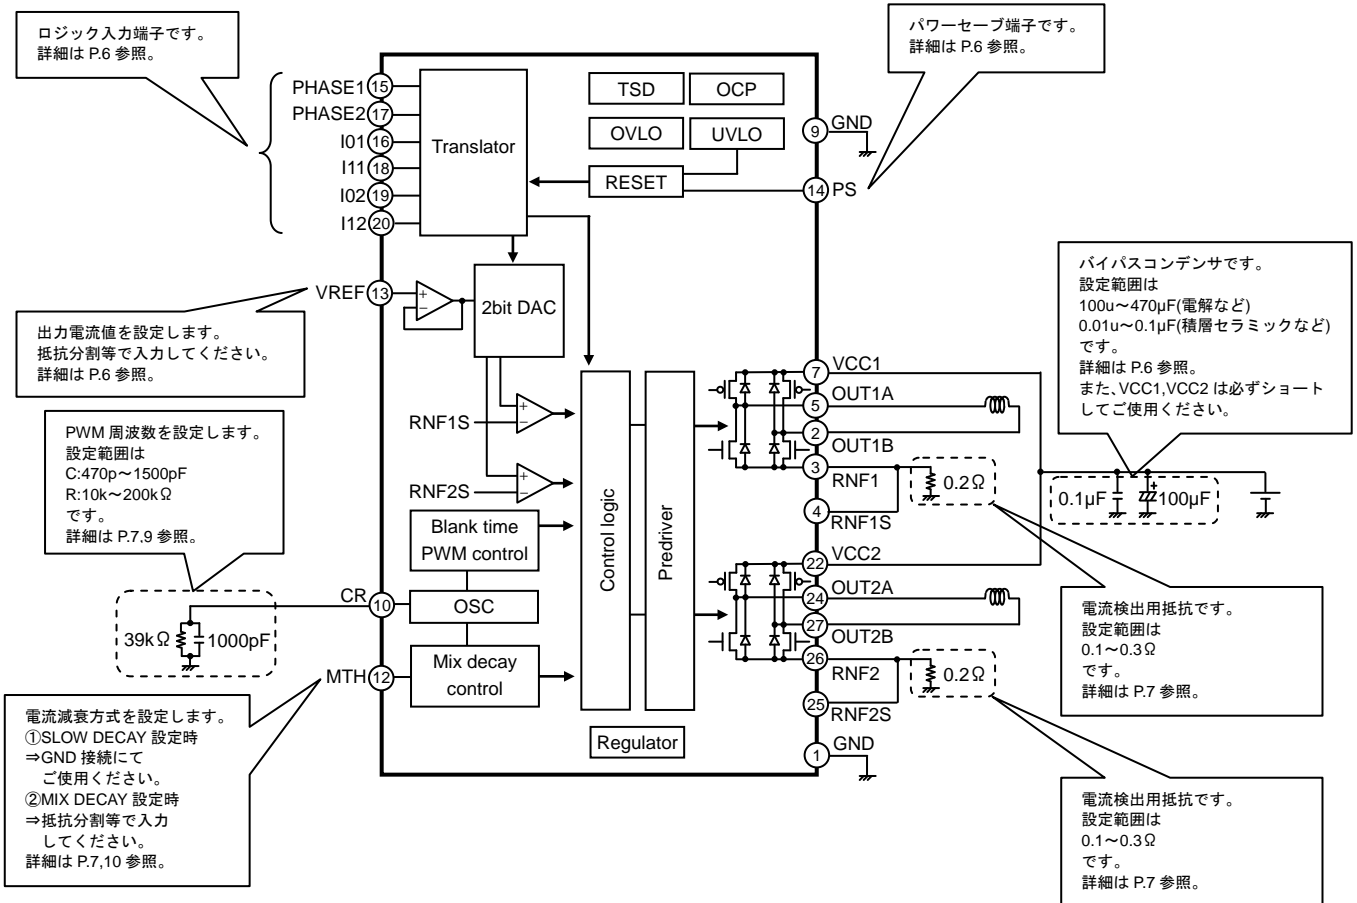 ロジック入力端子です。
詳細は P.6 参照。
パワーセーブ端子です。
詳細は P.6 参照。
PHASE1
15
PHASE2
17
I01
16
I11
18
I02
19
I12
20
Translator
TSD
OCP
OVLO
UVLO
RESET
9
GND
14
PS
VREF
13
+
−
2bit DAC
出力電流値を設定します。
抵抗分割等で入力してください。
詳細は P.6 参照。
バイパスコンデンサです。
設定範囲は
100u～470µF(電解など)
0.01u～0.1µF(積層セラミックなど)
です。
詳細は P.6 参照。
また、VCC1,VCC2 は必ずショート
してご使用ください。
PWM 周波数を設定します。
設定範囲は
C:470p～1500pF
R:10k～200kΩ
です。
詳細は P.7,9 参照。
RNF1S
+
−
RNF2S
+
−
Blank time
PWM control
CR
10
OSC
39kΩ
1000pF
MTH
12
Mix decay
control
Control logic
Predriver
Regulator
7
VCC1
5
OUT1A
2
OUT1B
3
RNF1
0.2Ω
4
RNF1S
0.1µF
+
100µF
22
VCC2
24
OUT2A
27
OUT2B
26
RNF2
0.2Ω
25
RNF2S
1
GND
電流減衰方式を設定します。
①SLOW DECAY 設定時
⇒GND 接続にて
ご使用ください。
②MIX DECAY 設定時
⇒抵抗分割等で入力
してください。
詳細は P.7,10 参照。
電流検出用抵抗です。
設定範囲は
0.1～0.3Ω
です。
詳細は P.7 参照。
電流検出用抵抗です。
設定範囲は
0.1～0.3Ω
です。
詳細は P.7 参照。